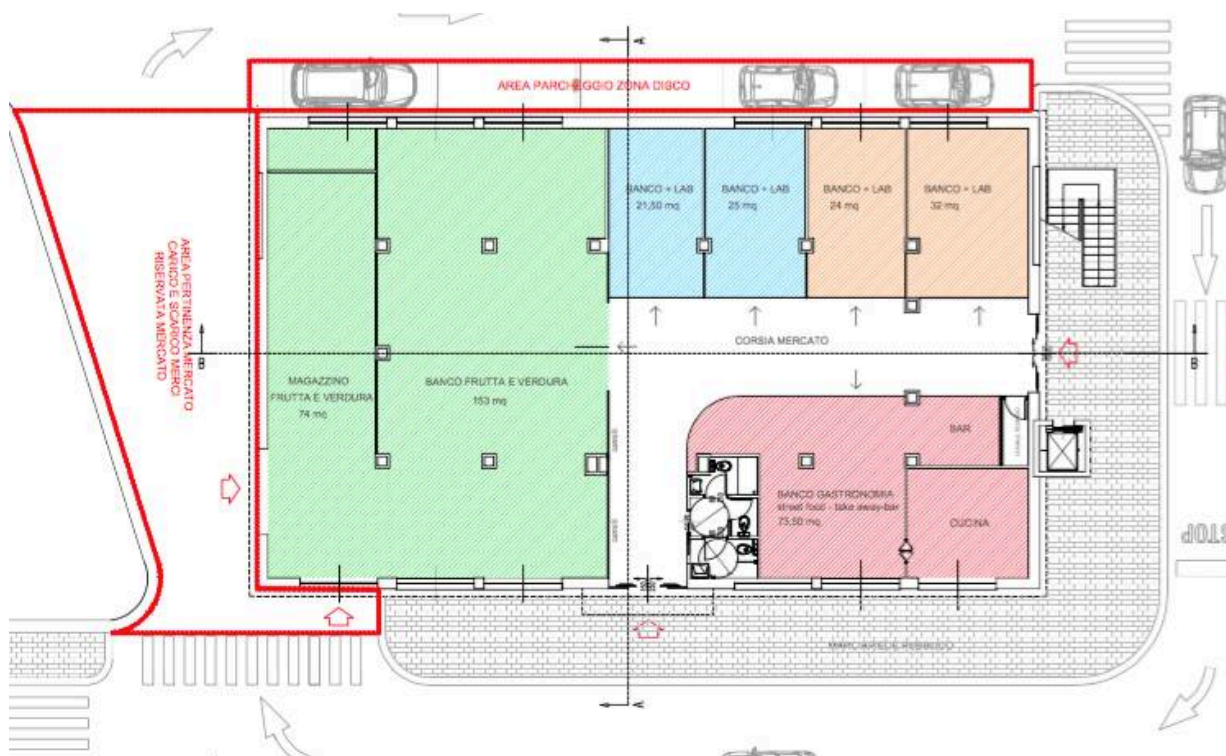 A
AREA PARCHEGGIO ZONA DISCO
BANCO + LAB
21,50 mq
BANCO + LAB
25 mq
BANCO + LAB
24 mq
BANCO + LAB
32 mq
AREA PERTINENZA MERCATO
CARICO E SCARICO MERCI
RISERVATA MERCATO
CORSIA MERCATO
B
B
MAGAZZINO
FRUTTA E VERDURA
74 mq
BANCO FRUTTA E VERDURA
153 mq
BAR
BANCO GASTRONOMIA
street food - take away-bar
73,50 mq
CUCINA
STOP
MARCIAPIEDE PUBBLICO
A